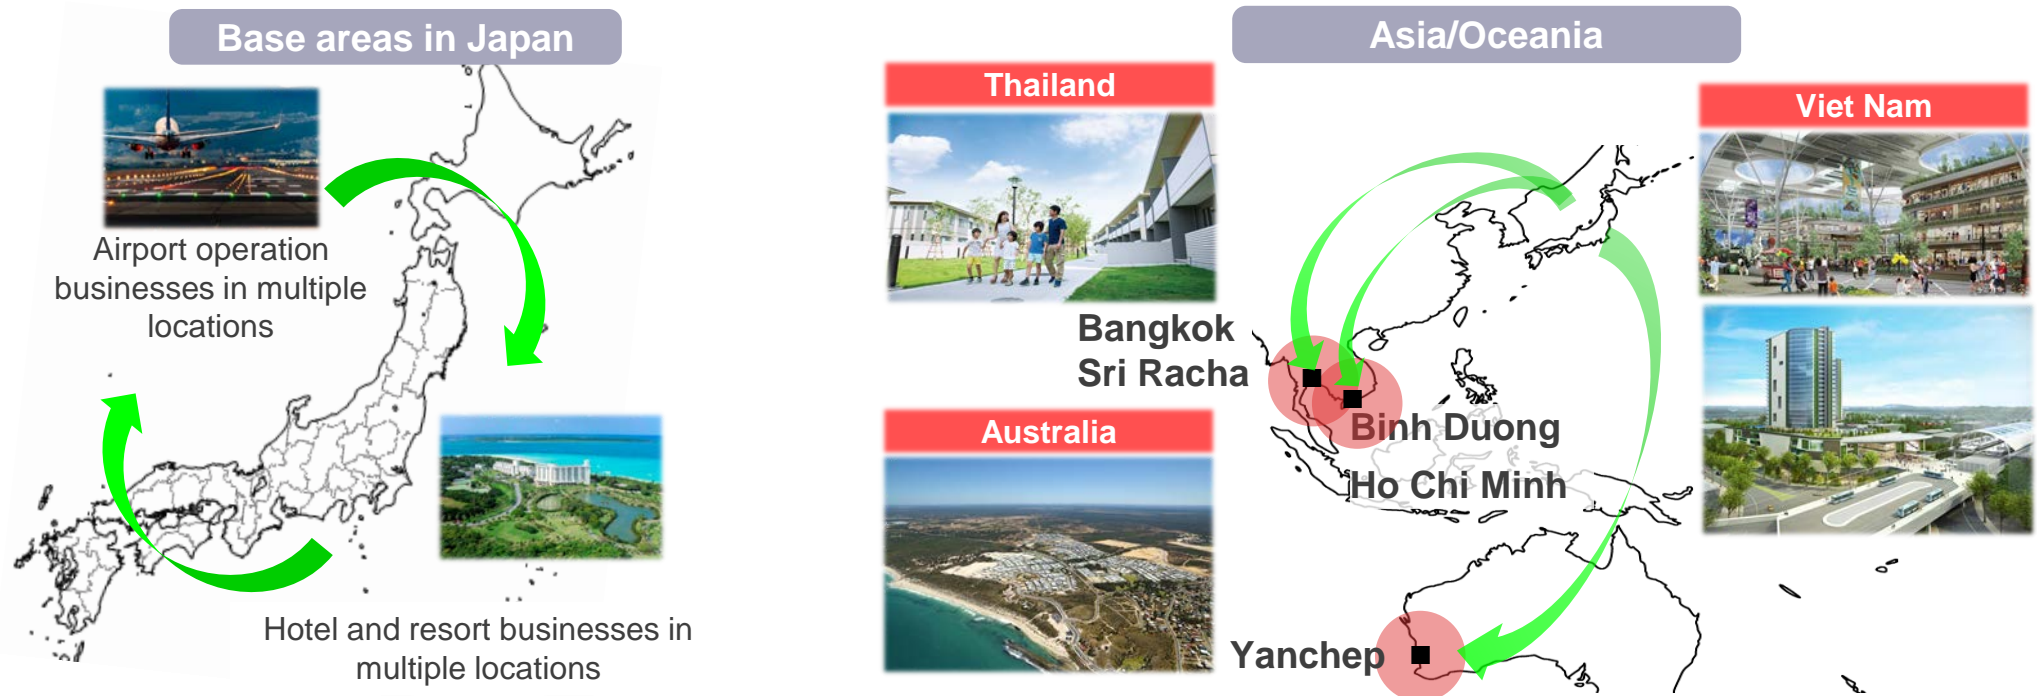 Base areas in Japan
Airport operation
businesses in multiple
locations
Hotel and resort businesses in
multiple locations
Asia/Oceania
Thailand
Viet Nam
Bangkok
Sri Racha
Australia
Binh Duong
Ho Chi Minh
Yanchep